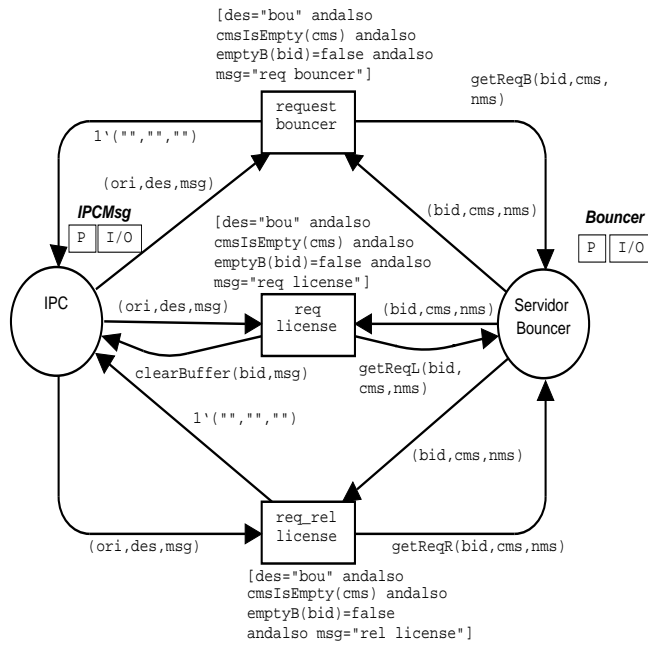 [des="bou" andalso
cmsIsEmpty(cms) andalso
emptyB(bid)=false andalso
msg="req bouncer"]
getReqB(bid,cms,
nms)
request
bouncer
1`("","","")
(ori,des,msg)
(bid,cms,nms)
IPCMsg
P I/O
Bouncer
P I/O
[des="bou" andalso
cmsIsEmpty(cms) andalso
emptyB(bid)=false andalso
msg="req license"]
IPC
(ori,des,msg)
req
license
(bid,cms,nms)
Servidor
Bouncer
clearBuffer(bid,msg)
getReqL(bid,
cms,nms)
1`("","","")
(bid,cms,nms)
req_rel
license
(ori,des,msg)
getReqR(bid,cms,nms)
[des="bou" andalso
cmsIsEmpty(cms) andalso
emptyB(bid)=false
andalso msg="rel license"]